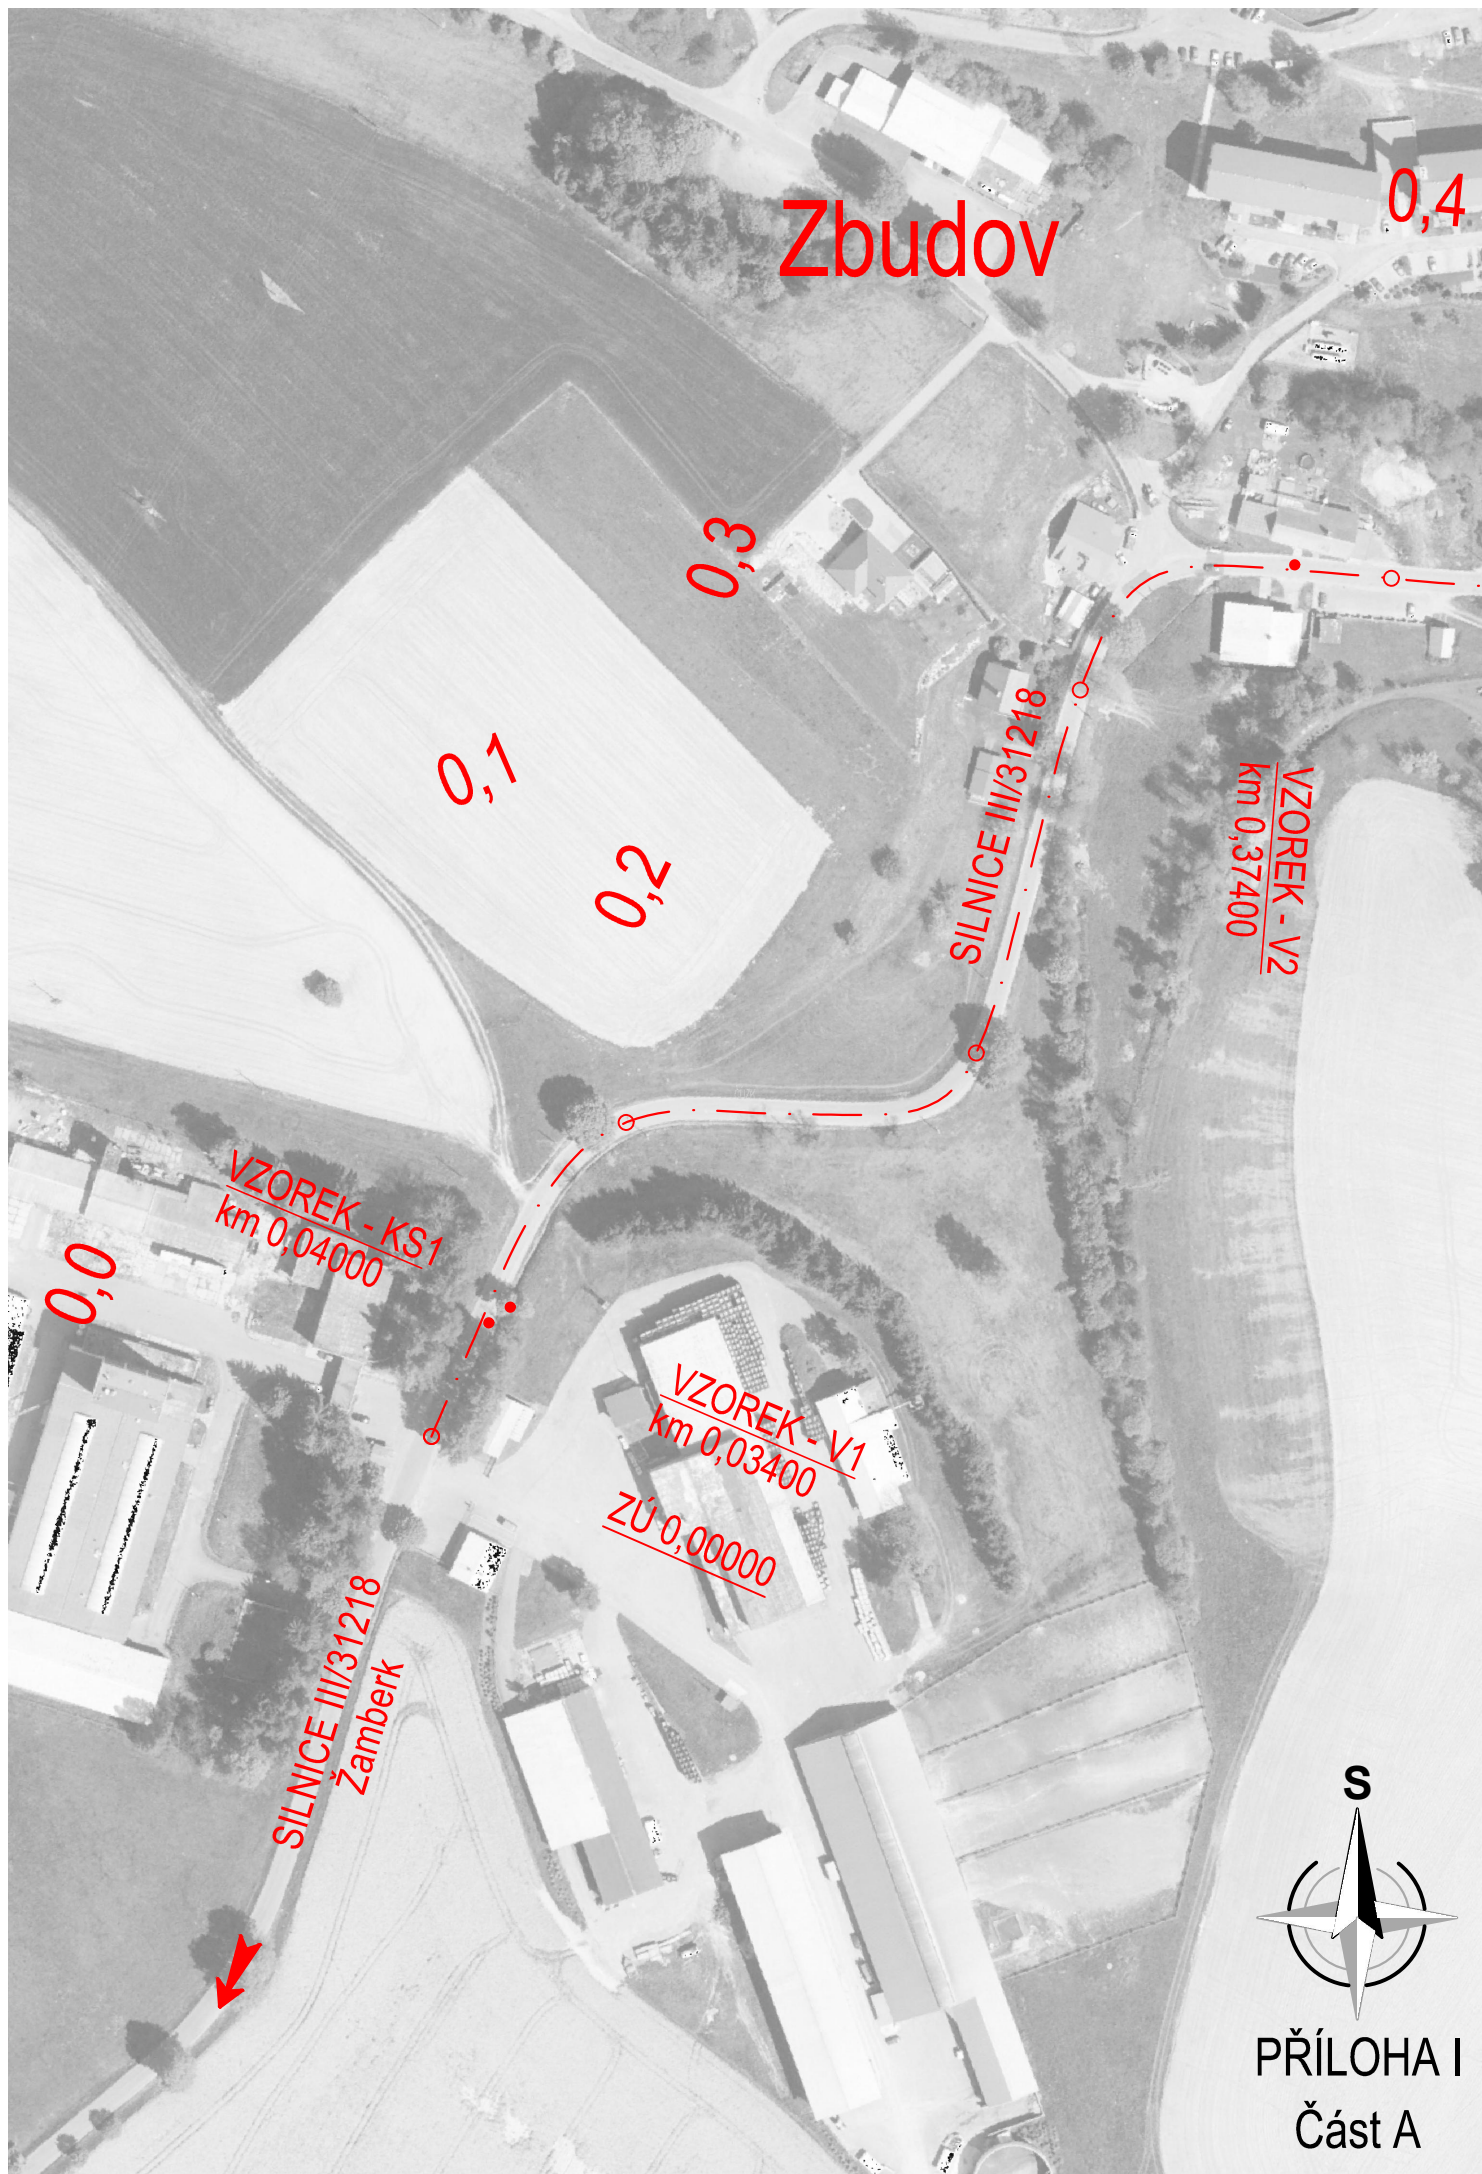 Zbudov
0,4
0,3
0,1
0,2
SILNICE III/31218
VZOREK - V2
km 0,37400
VZOREK - KS1
km 0,04000
0,0
VZOREK - V1
km 0,03400
ZÚ 0,00000
SILNICE III/31218
Žamberk
S
PŘÍLOHA I
Část A